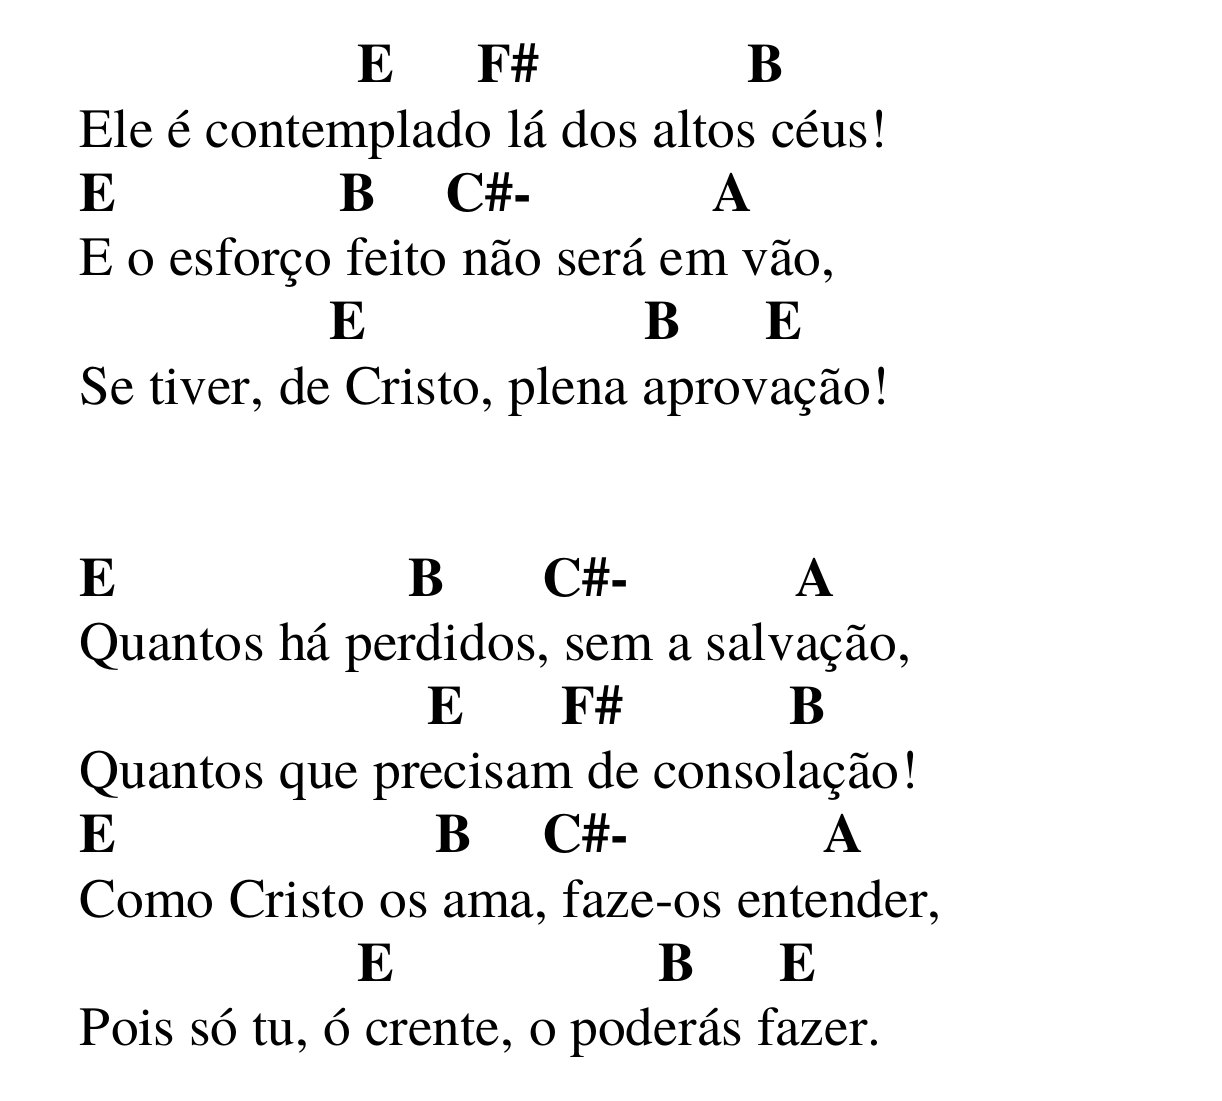 E F# B
Ele é contemplado lá dos altos céus!
E B C#- A
E o esforço feito não será em vão,
E B E
Se tiver, de Cristo, plena aprovação!
E B C#- A
Quantos há perdidos, sem a salvação,
E F# B
Quantos que precisam de consolação!
E B C#- A
Como Cristo os ama, faze-os entender,
E B E
Pois só tu, ó crente, o poderás fazer.